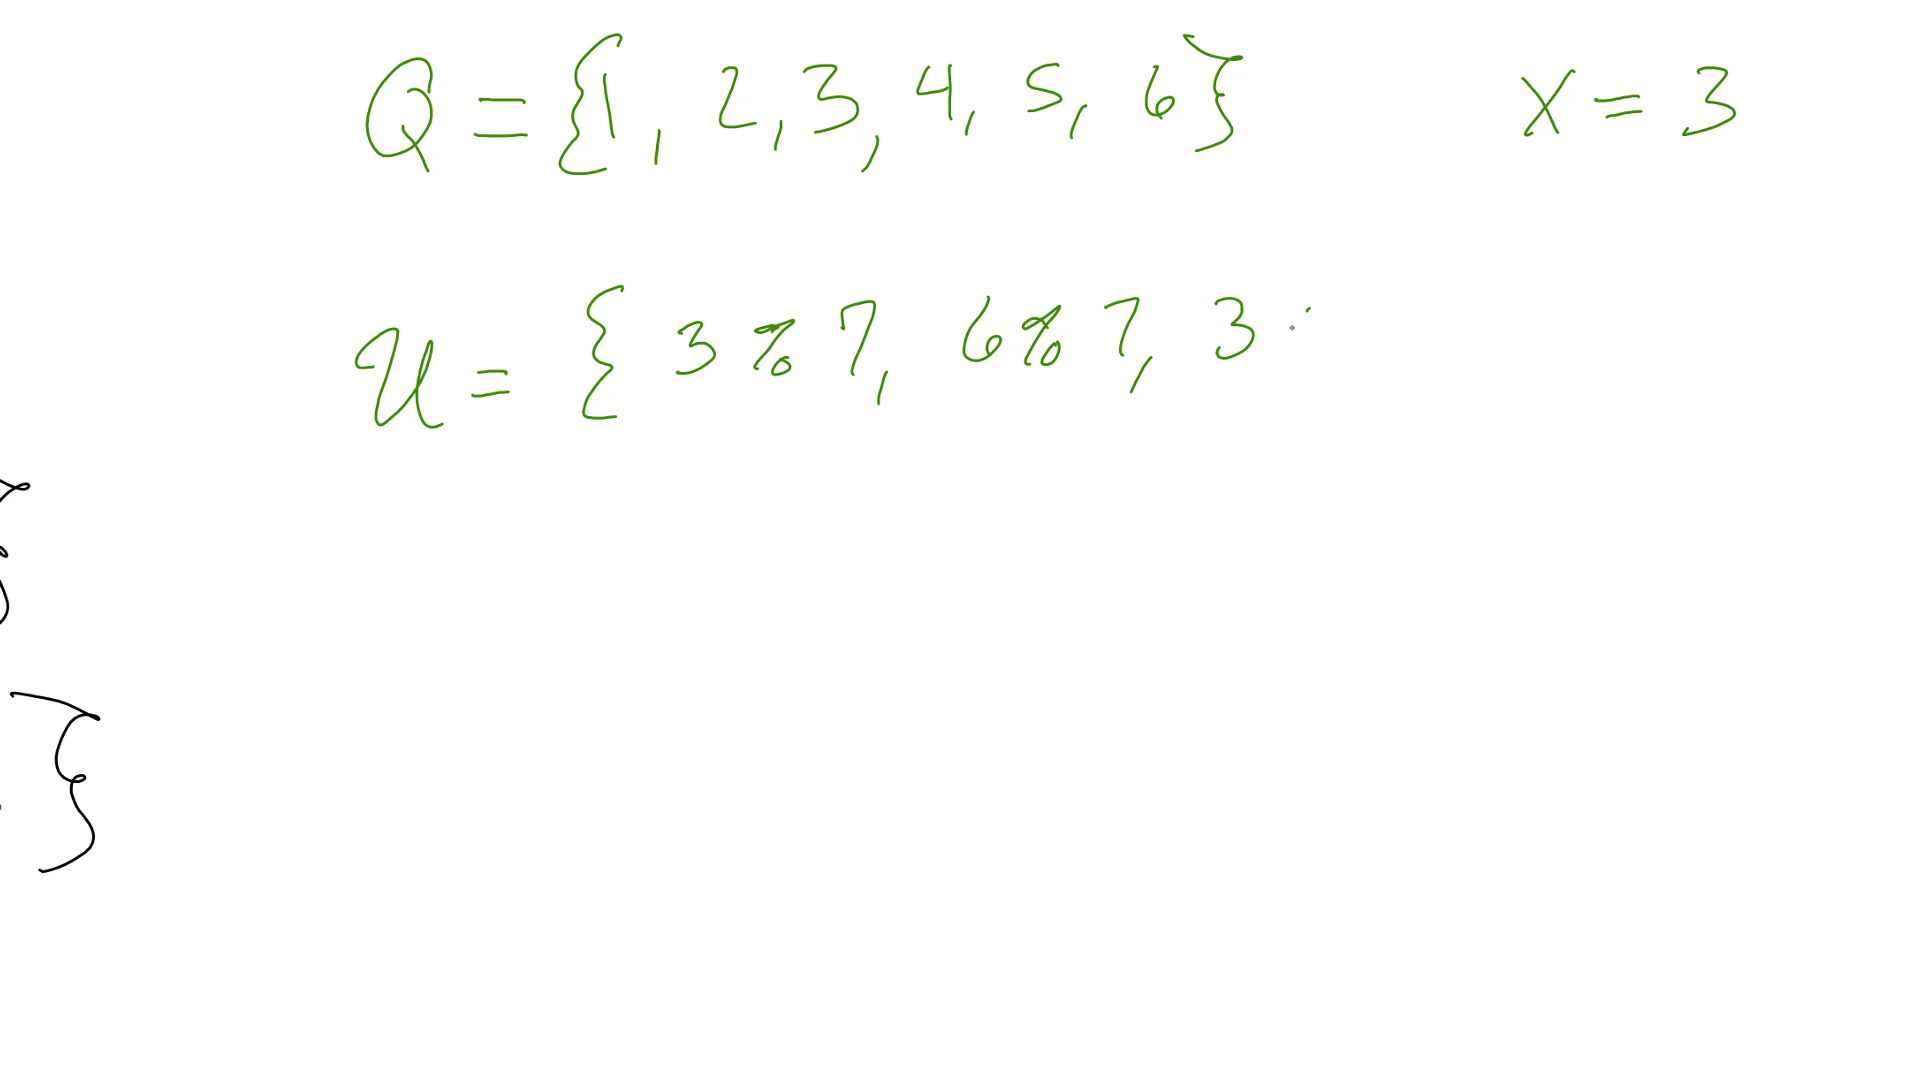 Q = {1, 2, 3, 4, 5, 6} x = 3
U = { 3 % 7, 6 % 7, 3
}